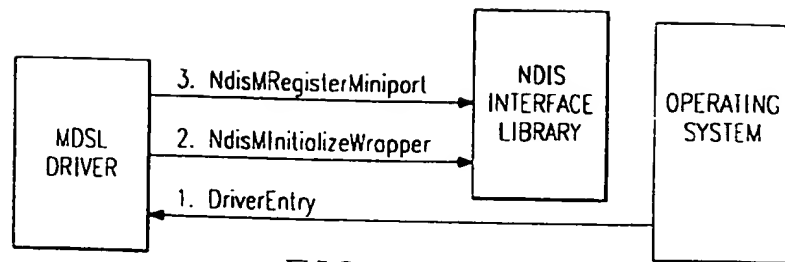 3. NdisMRegisterMiniport
2. NdisMInitializeWrapper
1. DriverEntry
MDSL
DRIVER
NDIS
INTERFACE
LIBRARY
OPERATING
SYSTEM